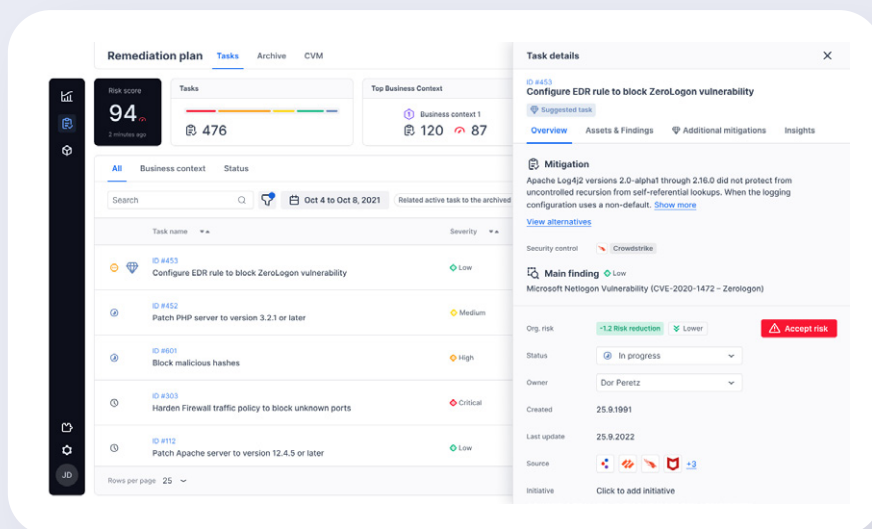 Remediation plan Tasks Archive CVM
Risk score
94
2 minutes ago
Tasks
476
Top Business Context
1 Business context 1
120 87
All Business context Status
Search
Oct 4 to Oct 8, 2021
Related active task to the archived
Task name Severity
ID #453
Configure EDR rule to block ZeroLogon vulnerability
Low
ID #452
Patch PHP server to version 3.2.1 or later
Medium
ID #601
Block malicious hashes
High
ID #303
Harden Firewall traffic policy to block unknown ports
Critical
ID #112
Patch Apache server to version 12.4.5 or later
Low
Rows per page 25
JD
Task details
ID #453
Configure EDR rule to block ZeroLogon vulnerability
Suggested task
Overview Assets & Findings Additional mitigations Insights
Mitigation
Apache Log4j2 versions 2.0-alpha1 through 2.16.0 did not protect from
uncontrolled recursion from self-referential lookups. When the logging
configuration uses a non-default. Show more
View alternatives
Security control Crowdstrike
Main finding Low
Microsoft Netlogon Vulnerability (CVE-2020-1472 – Zerologon)
Org. risk -1.2 Risk reduction Lower Accept risk
Status In progress
Owner Dor Peretz
Created 25.9.1991
Last update 25.9.2022
Source +3
Initiative Click to add initiative